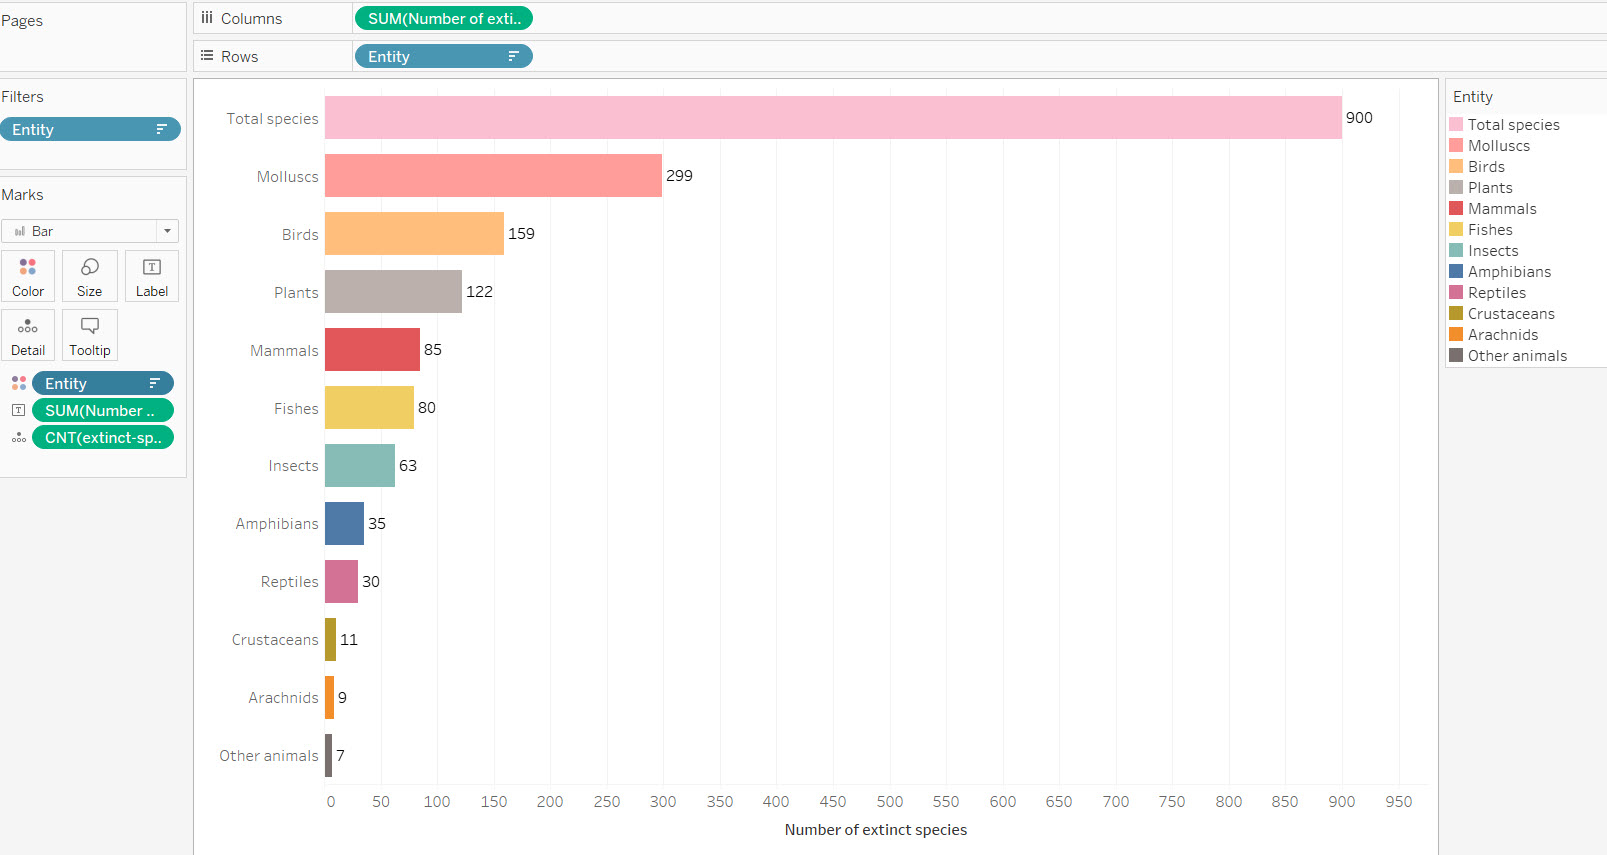 Pages
Columns
SUM(Number of exti..
Rows
Entity
Filters
Entity
Marks
Bar
Color
Size
Label
Detail
Tooltip
Entity
SUM(Number ..
CNT(extinct-sp..
Total species 900
Molluscs 299
Birds 159
Plants 122
Mammals 85
Fishes 80
Insects 63
Amphibians 35
Reptiles 30
Crustaceans 11
Arachnids 9
Other animals 7
0 50 100 150 200 250 300 350 400 450 500 550 600 650 700 750 800 850 900 950
Number of extinct species
Entity
Total species
Molluscs
Birds
Plants
Mammals
Fishes
Insects
Amphibians
Reptiles
Crustaceans
Arachnids
Other animals